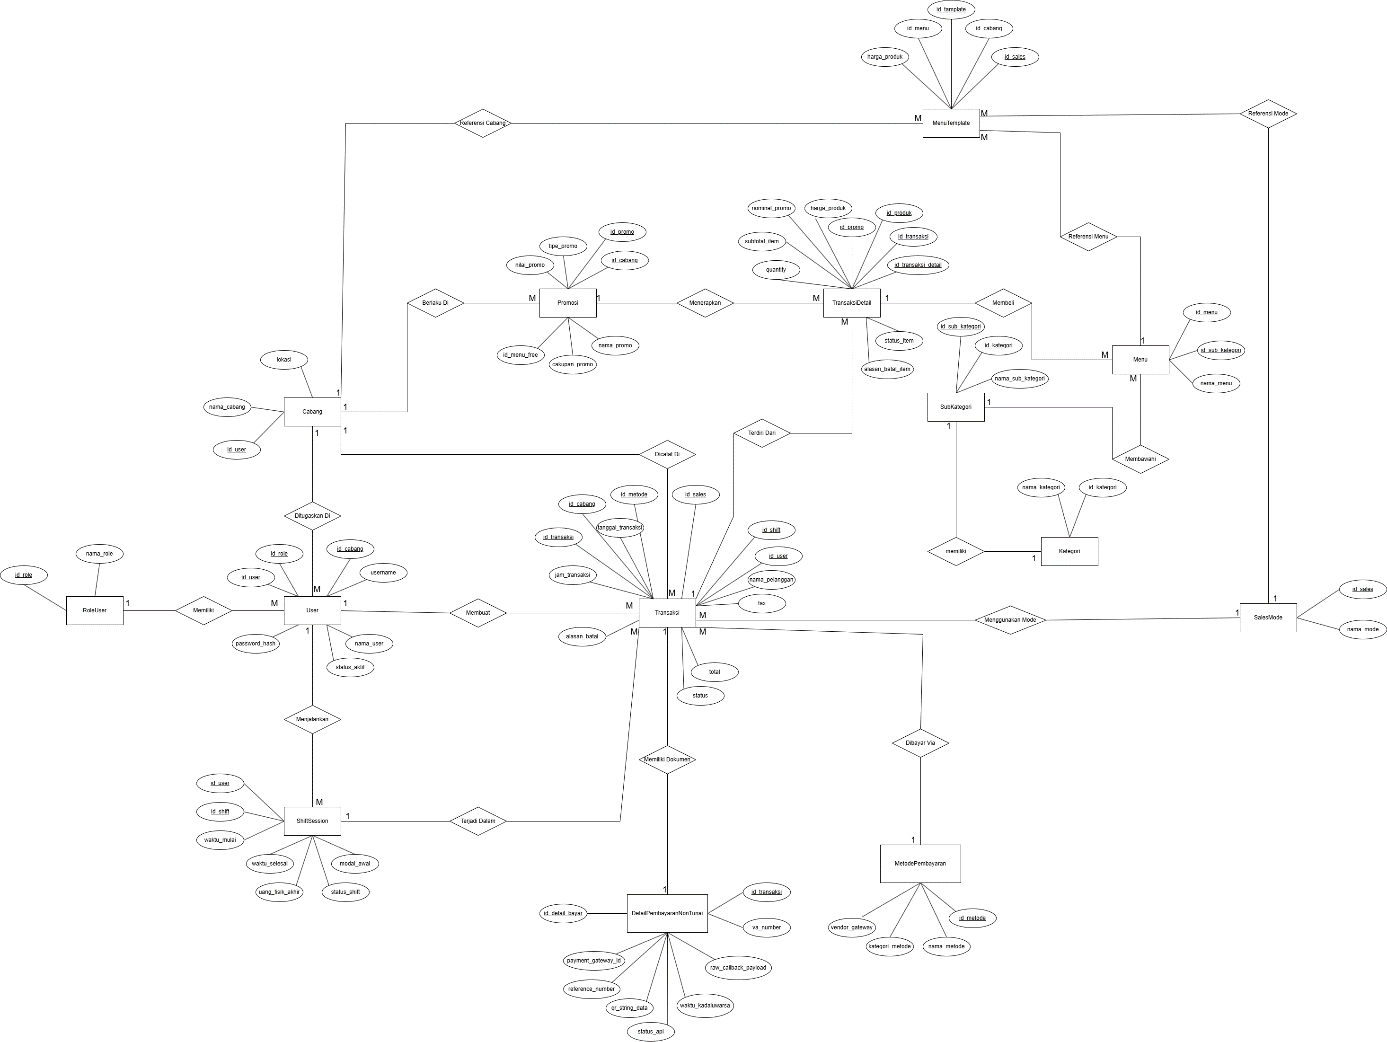 id_template
id_menu
id_cabang
harga_produk
id_sales
Referensi Cabang
M
MenuTemplate
M
M
Referensi Mode
Referensi Menu
nominal_promo
harga_produk
id_promo
id_produk
subtotal_item
id_transaksi
quantity
id_transaksi_detail
tipe_promo
id_promo
nilai_promo
id_cabang
Berlaku Di
M
Promosi
1
Menerapkan
M
TransaksiDetail
1
Membeli
M
id_menu_free
nama_promo
cakupan_promo
status_item
alasan_batal_item
id_sub_kategori
id_kategori
nama_sub_kategori
id_menu
1
M
Menu
M
id_sub_kategori
nama_menu
lokasi
nama_cabang
id_user
1
Cabang
1
1
1
SubKategori
1
1
Membawahi
Terdiri Dari
Dicatat Di
nama_kategori
id_kategori
memiliki
1
Kategori
id_cabang
id_metode
id_sales
tanggal_transaksi
id_transaksi
jam_transaksi
id_shift
id_user
nama_pelanggan
tax
Ditugaskan Di
nama_role
id_role
id_role
id_cabang
id_user
username
RoleUser
1
Memiliki
M
M
User
1
Membuat
M
M
Transaksi
1
M
M
Menggunakan Mode
1
1
SalesMode
id_sales
nama_mode
password_hash
nama_user
status_aktif
1
alasan_batal
M
total
status
Menjalankan
Memiliki Dokumen
Dibayar Via
id_user
id_shift
waktu_mulai
M
ShiftSession
1
Terjadi Dalam
waktu_selesai
modal_awal
uang_fisik_akhir
status_shift
1
MetodePembayaran
vendor_gateway
id_metode
kategori_metode
nama_metode
1
DetailPembayaranNonTunai
id_transaksi
id_detail_bayar
va_number
payment_gateway_id
raw_callback_payload
reference_number
qr_string_data
waktu_kadaluwarsa
status_api